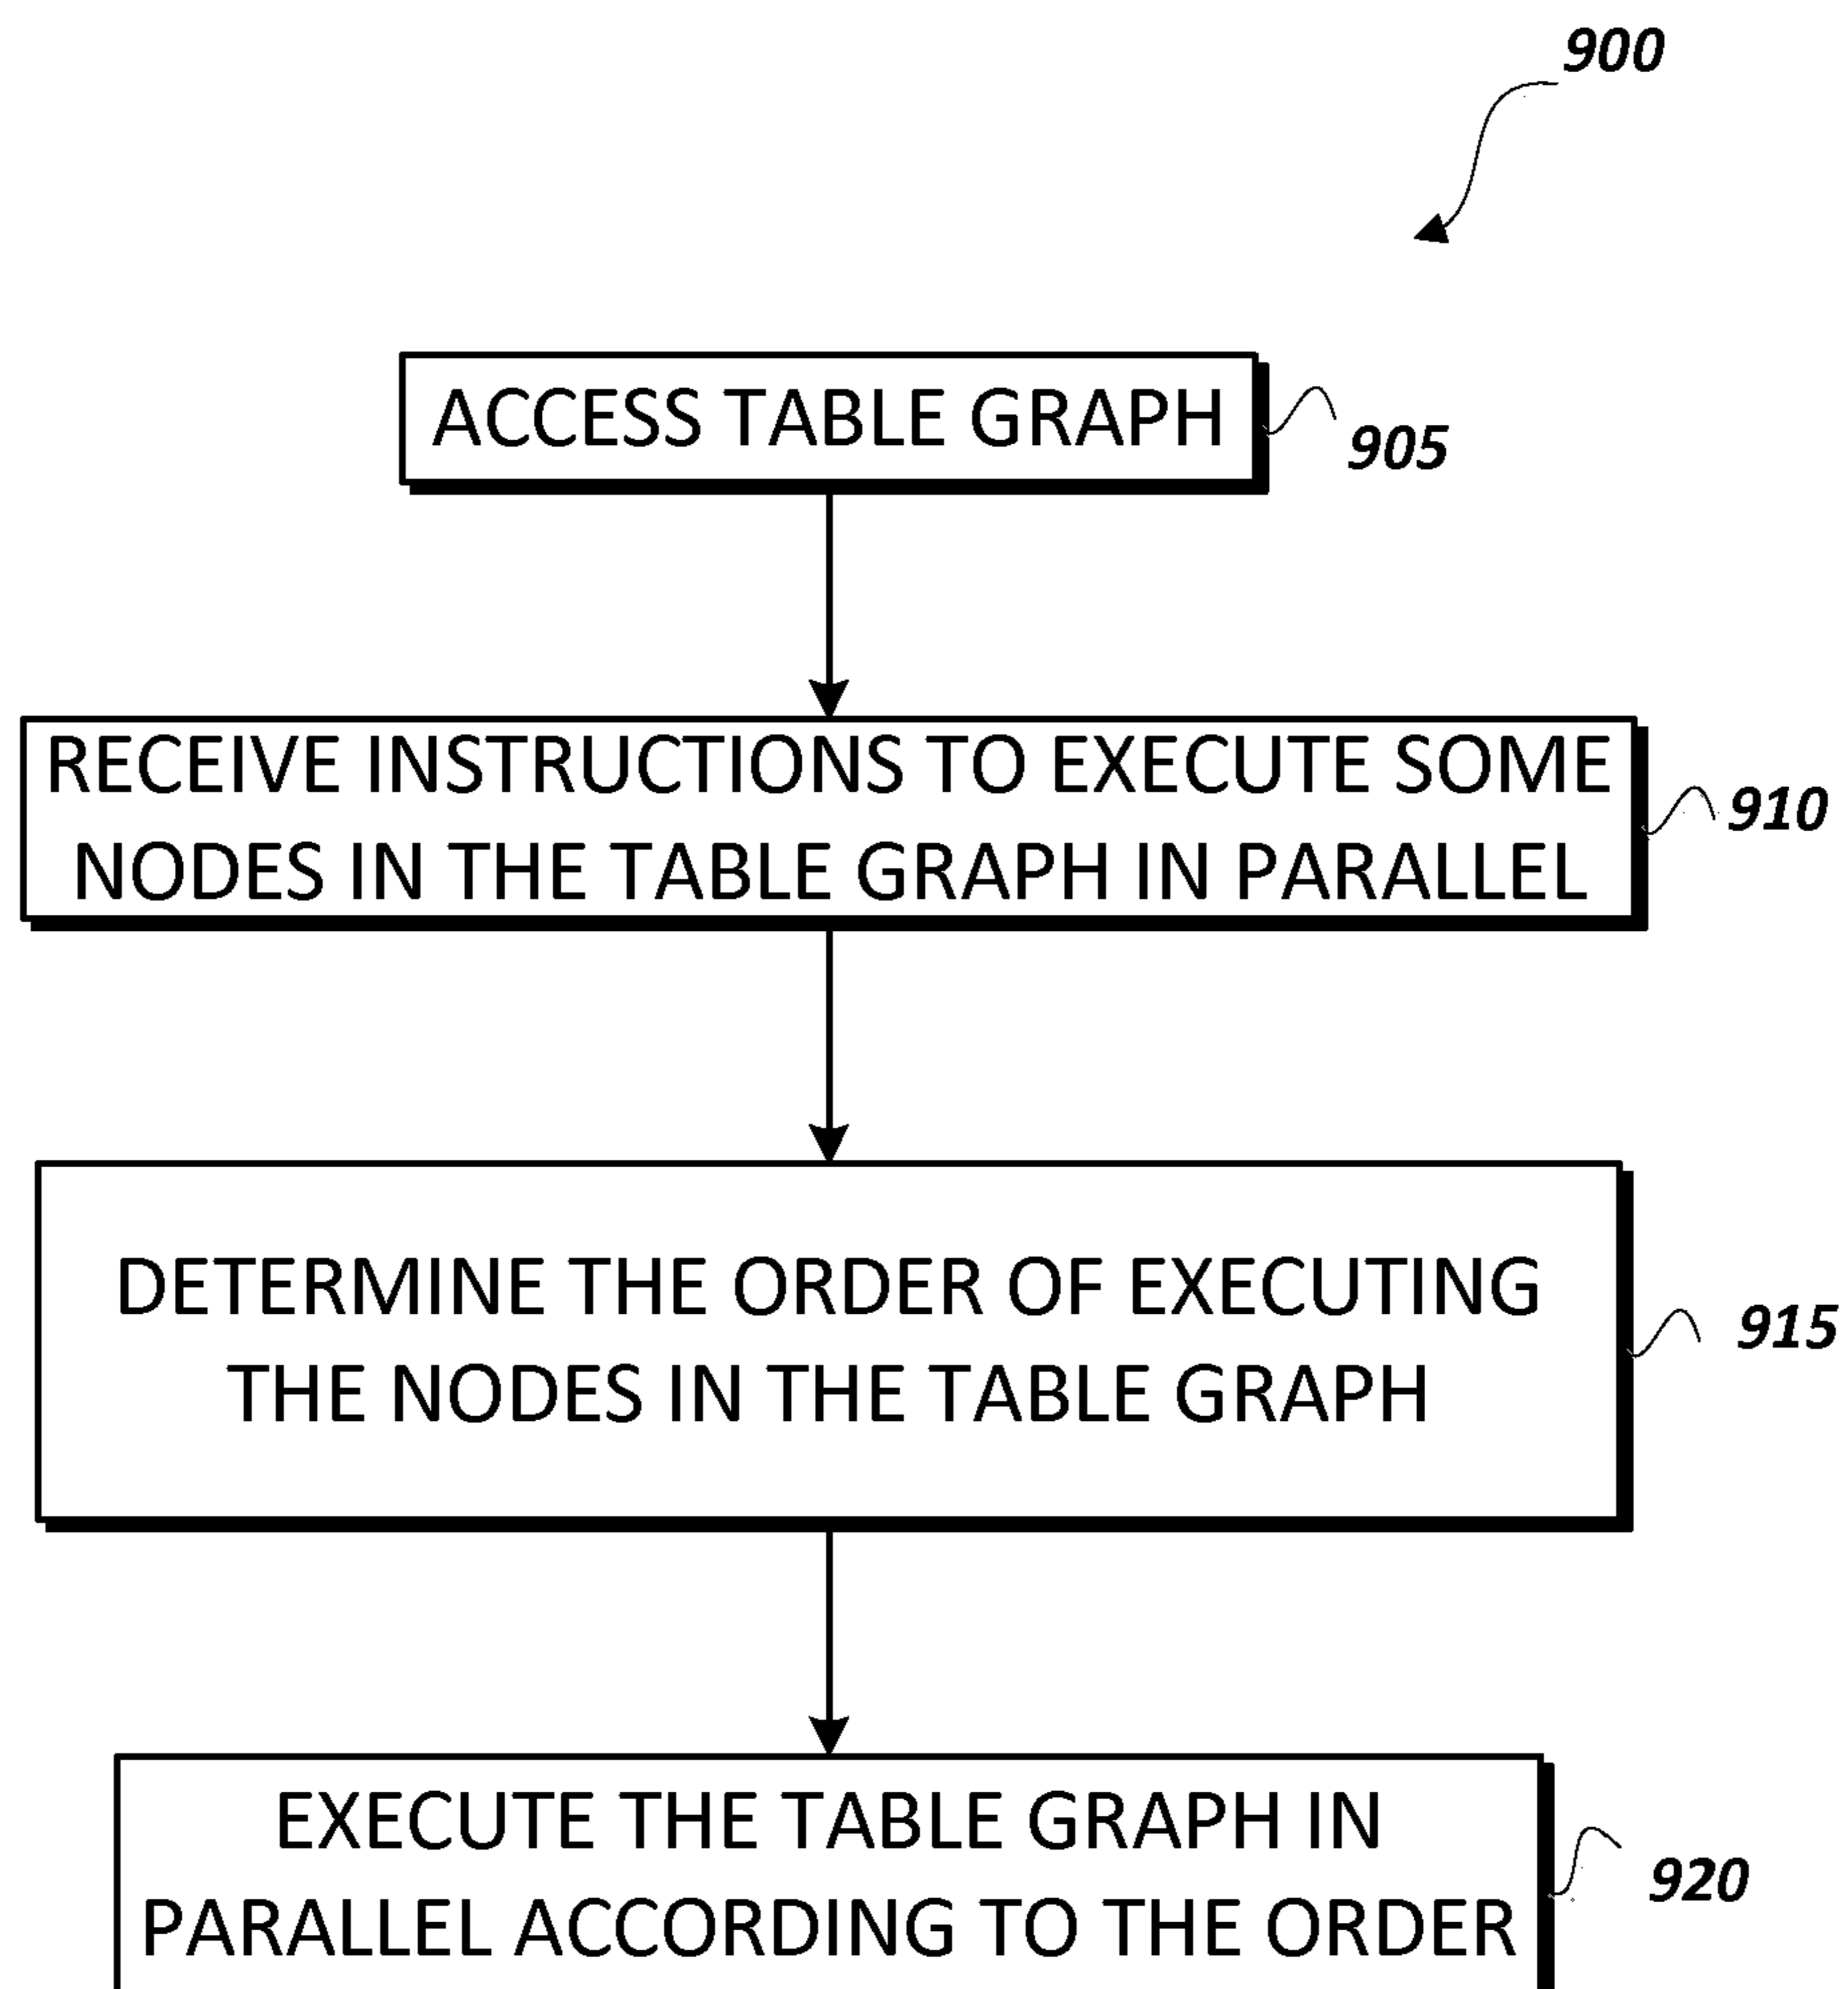 900
ACCESS TABLE GRAPH
905
RECEIVE INSTRUCTIONS TO EXECUTE SOME
NODES IN THE TABLE GRAPH IN PARALLEL
910
DETERMINE THE ORDER OF EXECUTING
THE NODES IN THE TABLE GRAPH
915
EXECUTE THE TABLE GRAPH IN
PARALLEL ACCORDING TO THE ORDER
920